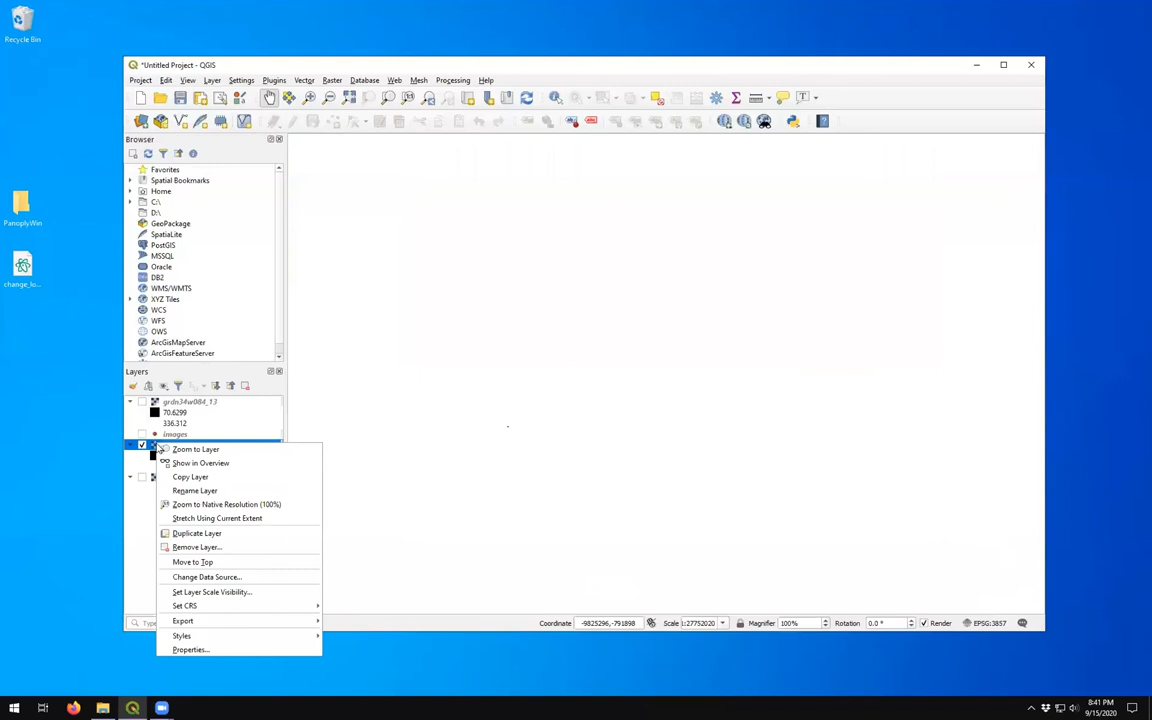 Recycle Bin
PanoplyWin
change_lo...
*Untitled Project - QGIS
Project Edit View Layer Settings Plugins Vector Raster Database Web Mesh Processing Help
Browser
Favorites
Spatial Bookmarks
Home
C:\
D:\
GeoPackage
SpatiaLite
PostGIS
MSSQL
Oracle
DB2
WMS/WMTS
XYZ Tiles
WCS
WFS
OWS
ArcGisMapServer
ArcGisFeatureServer
Layers
grdn34w084_13
70.6299
336.312
images
Zoom to Layer
Show in Overview
Copy Layer
Rename Layer
Zoom to Native Resolution (100%)
Stretch Using Current Extent
Duplicate Layer
Remove Layer...
Move to Top
Change Data Source...
Set Layer Scale Visibility...
Set CRS
Export
Styles
Properties...
Coordinate -9825296,-791898 Scale 1:27752020 Magnifier 100% Rotation 0.0 ° Render EPSG:3857
8:41 PM
9/15/2020